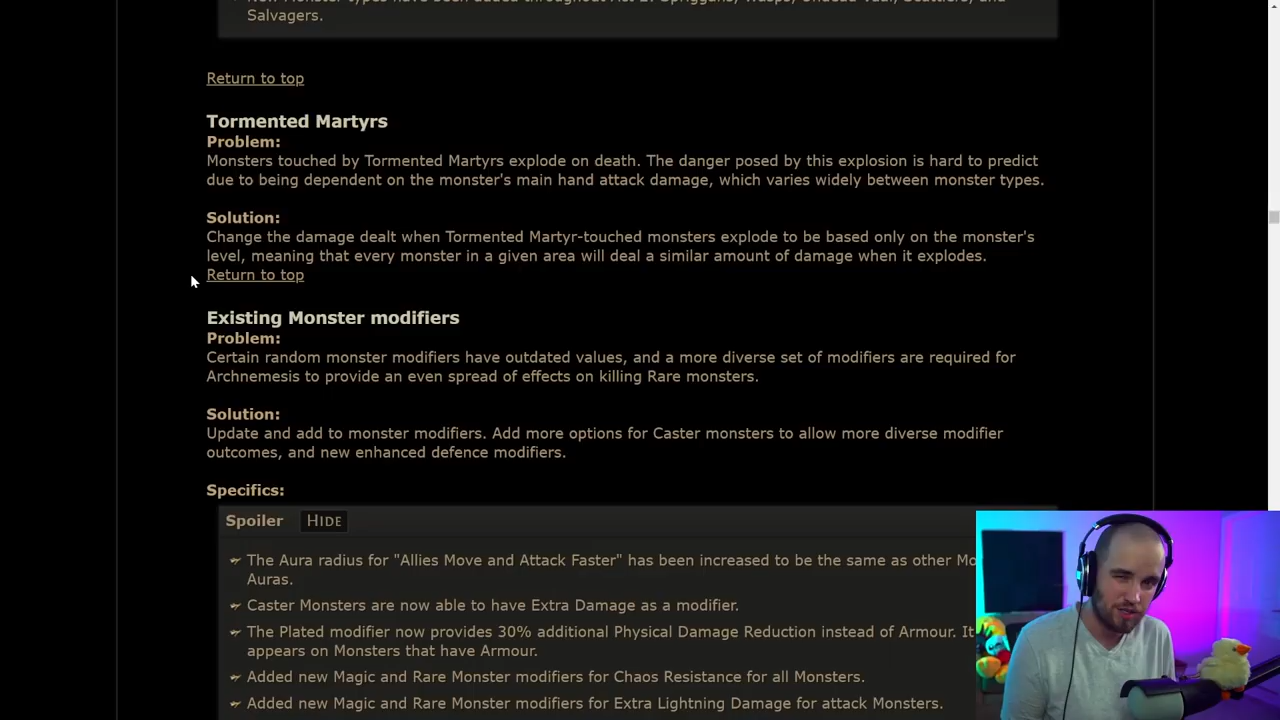 Salvagers.
Return to top
Tormented Martyrs
Problem:
Monsters touched by Tormented Martyrs explode on death. The danger posed by this explosion is hard to predict
due to being dependent on the monster's main hand attack damage, which varies widely between monster types.
Solution:
Change the damage dealt when Tormented Martyr-touched monsters explode to be based only on the monster's
level, meaning that every monster in a given area will deal a similar amount of damage when it explodes.
Return to top
Existing Monster modifiers
Problem:
Certain random monster modifiers have outdated values, and a more diverse set of modifiers are required for
Archnemesis to provide an even spread of effects on killing Rare monsters.
Solution:
Update and add to monster modifiers. Add more options for Caster monsters to allow more diverse modifier
outcomes, and new enhanced defence modifiers.
Specifics:
Spoiler HIDE
The Aura radius for "Allies Move and Attack Faster" has been increased to be the same as other Mo
Auras.
Caster Monsters are now able to have Extra Damage as a modifier.
The Plated modifier now provides 30% additional Physical Damage Reduction instead of Armour. It
appears on Monsters that have Armour.
Added new Magic and Rare Monster modifiers for Chaos Resistance for all Monsters.
Added new Magic and Rare Monster modifiers for Extra Lightning Damage for attack Monsters.